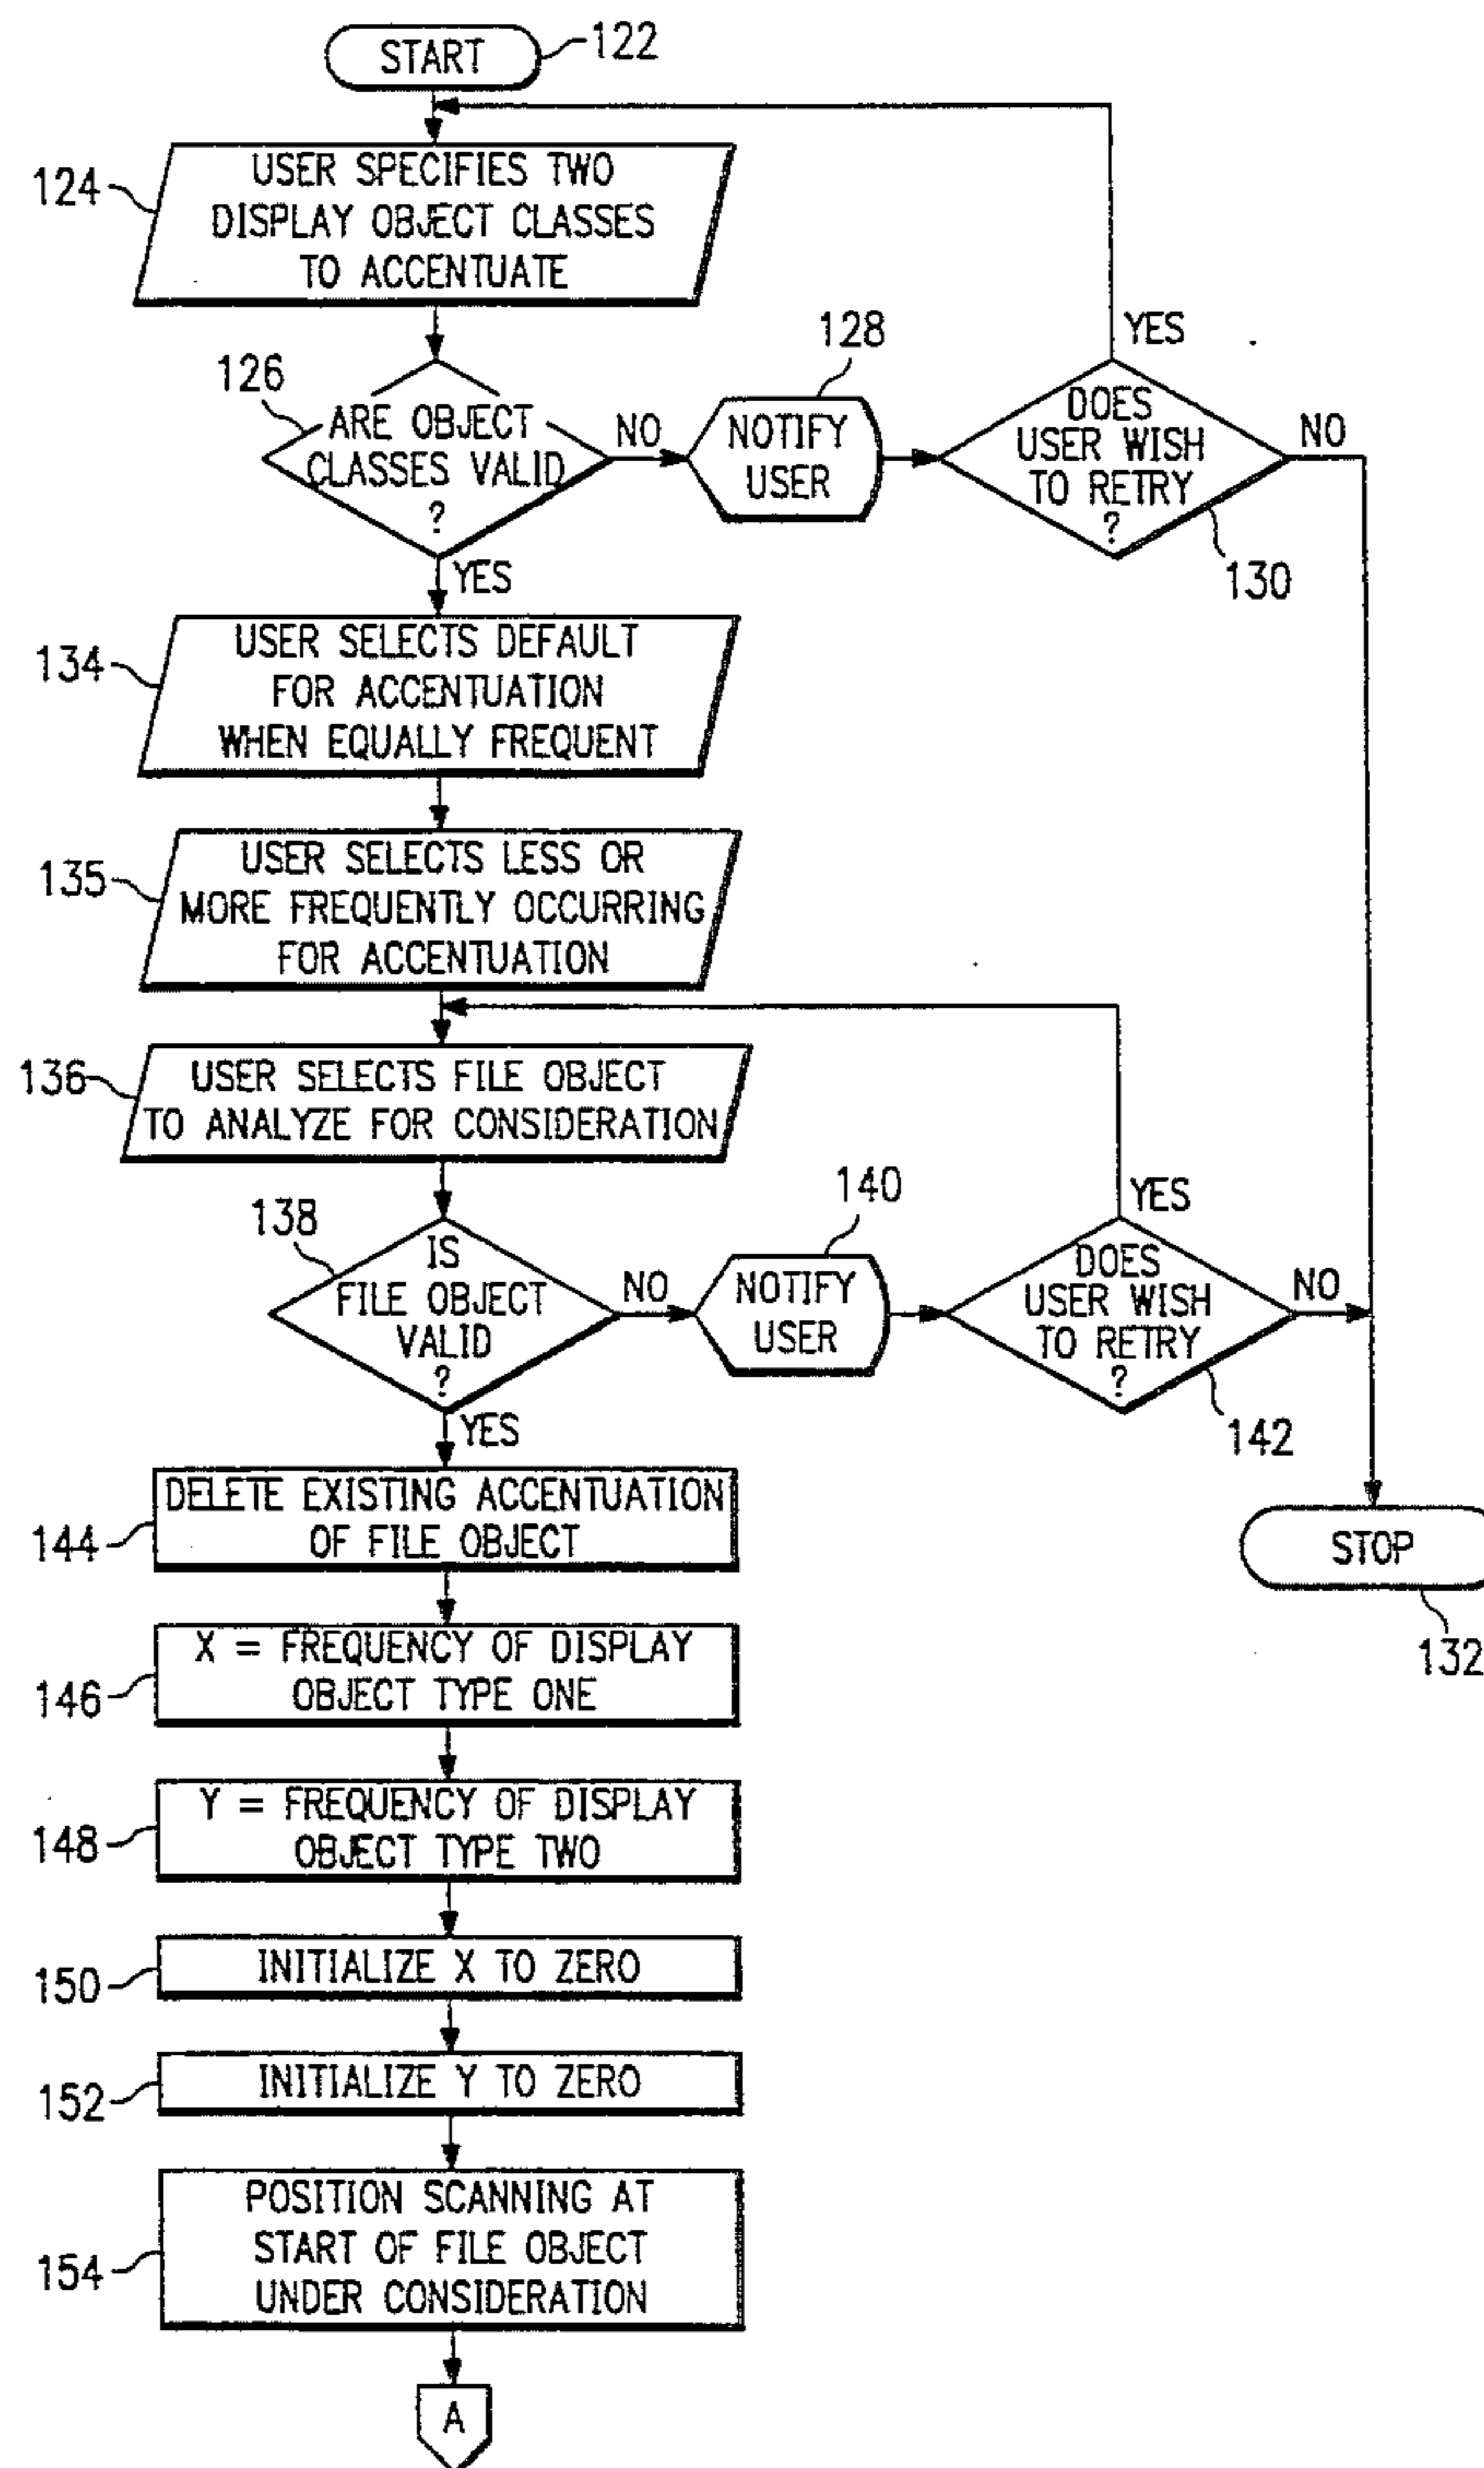 START
122
124
USER SPECIFIES TWO
DISPLAY OBJECT CLASSES
TO ACCENTUATE
126
ARE OBJECT
CLASSES VALID
?
NO
YES
128
NOTIFY
USER
DOES
USER WISH
TO RETRY
?
YES
NO
130
134
USER SELECTS DEFAULT
FOR ACCENTUATION
WHEN EQUALLY FREQUENT
135
USER SELECTS LESS OR
MORE FREQUENTLY OCCURRING
FOR ACCENTUATION
136
USER SELECTS FILE OBJECT
TO ANALYZE FOR CONSIDERATION
138
IS
FILE OBJECT
VALID
?
NO
YES
140
NOTIFY
USER
DOES
USER WISH
TO RETRY
?
YES
NO
142
144
DELETE EXISTING ACCENTUATION
OF FILE OBJECT
STOP
132
146
X = FREQUENCY OF DISPLAY
OBJECT TYPE ONE
148
Y = FREQUENCY OF DISPLAY
OBJECT TYPE TWO
150
INITIALIZE X TO ZERO
152
INITIALIZE Y TO ZERO
154
POSITION SCANNING AT
START OF FILE OBJECT
UNDER CONSIDERATION
A